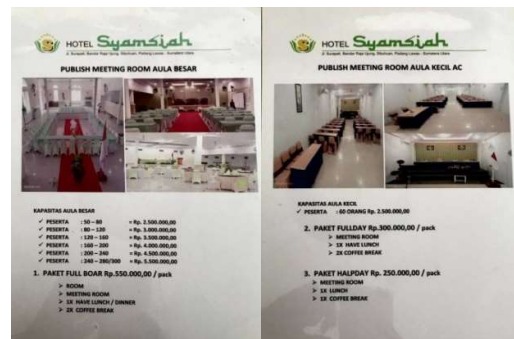 HOTEL Syamsiah
PUBLISH MEETING ROOM AULA BESAR
KAPASITAS AULA BESAR
✓ PESERTA : 50 – 80 = Rp. 2.500.000,00
✓ PESERTA : 80 – 120 = Rp. 3.000.000,00
✓ PESERTA : 120 – 160 = Rp. 3.500.000,00
✓ PESERTA : 160 – 200 = Rp. 4.000.000,00
✓ PESERTA : 200 – 240 = Rp. 4.500.000,00
✓ PESERTA : 240 – 280/300 = Rp. 5.500.000,00
1. PAKET FULL BOAR Rp.550.000,00 / pack
➢ ROOM
➢ MEETING ROOM
➢ 1X HAVE LUNCH / DINNER
➢ 2X COFFEE BREAK
HOTEL Syamsiah
PUBLISH MEETING ROOM AULA KECIL AC
KAPASITAS AULA KECIL
✓ PESERTA : 60 ORANG Rp. 2.500.000,00
2. PAKET FULLDAY Rp.300.000,00 / pack
➢ MEETING ROOM
➢ 1X HAVE LUNCH
➢ 2X COFFEE BREAK
3. PAKET HALPDAY Rp. 250.000,00 / pack
➢ MEETING ROOM
➢ 1X LUNCH
➢ 1X COFFEE BREAK